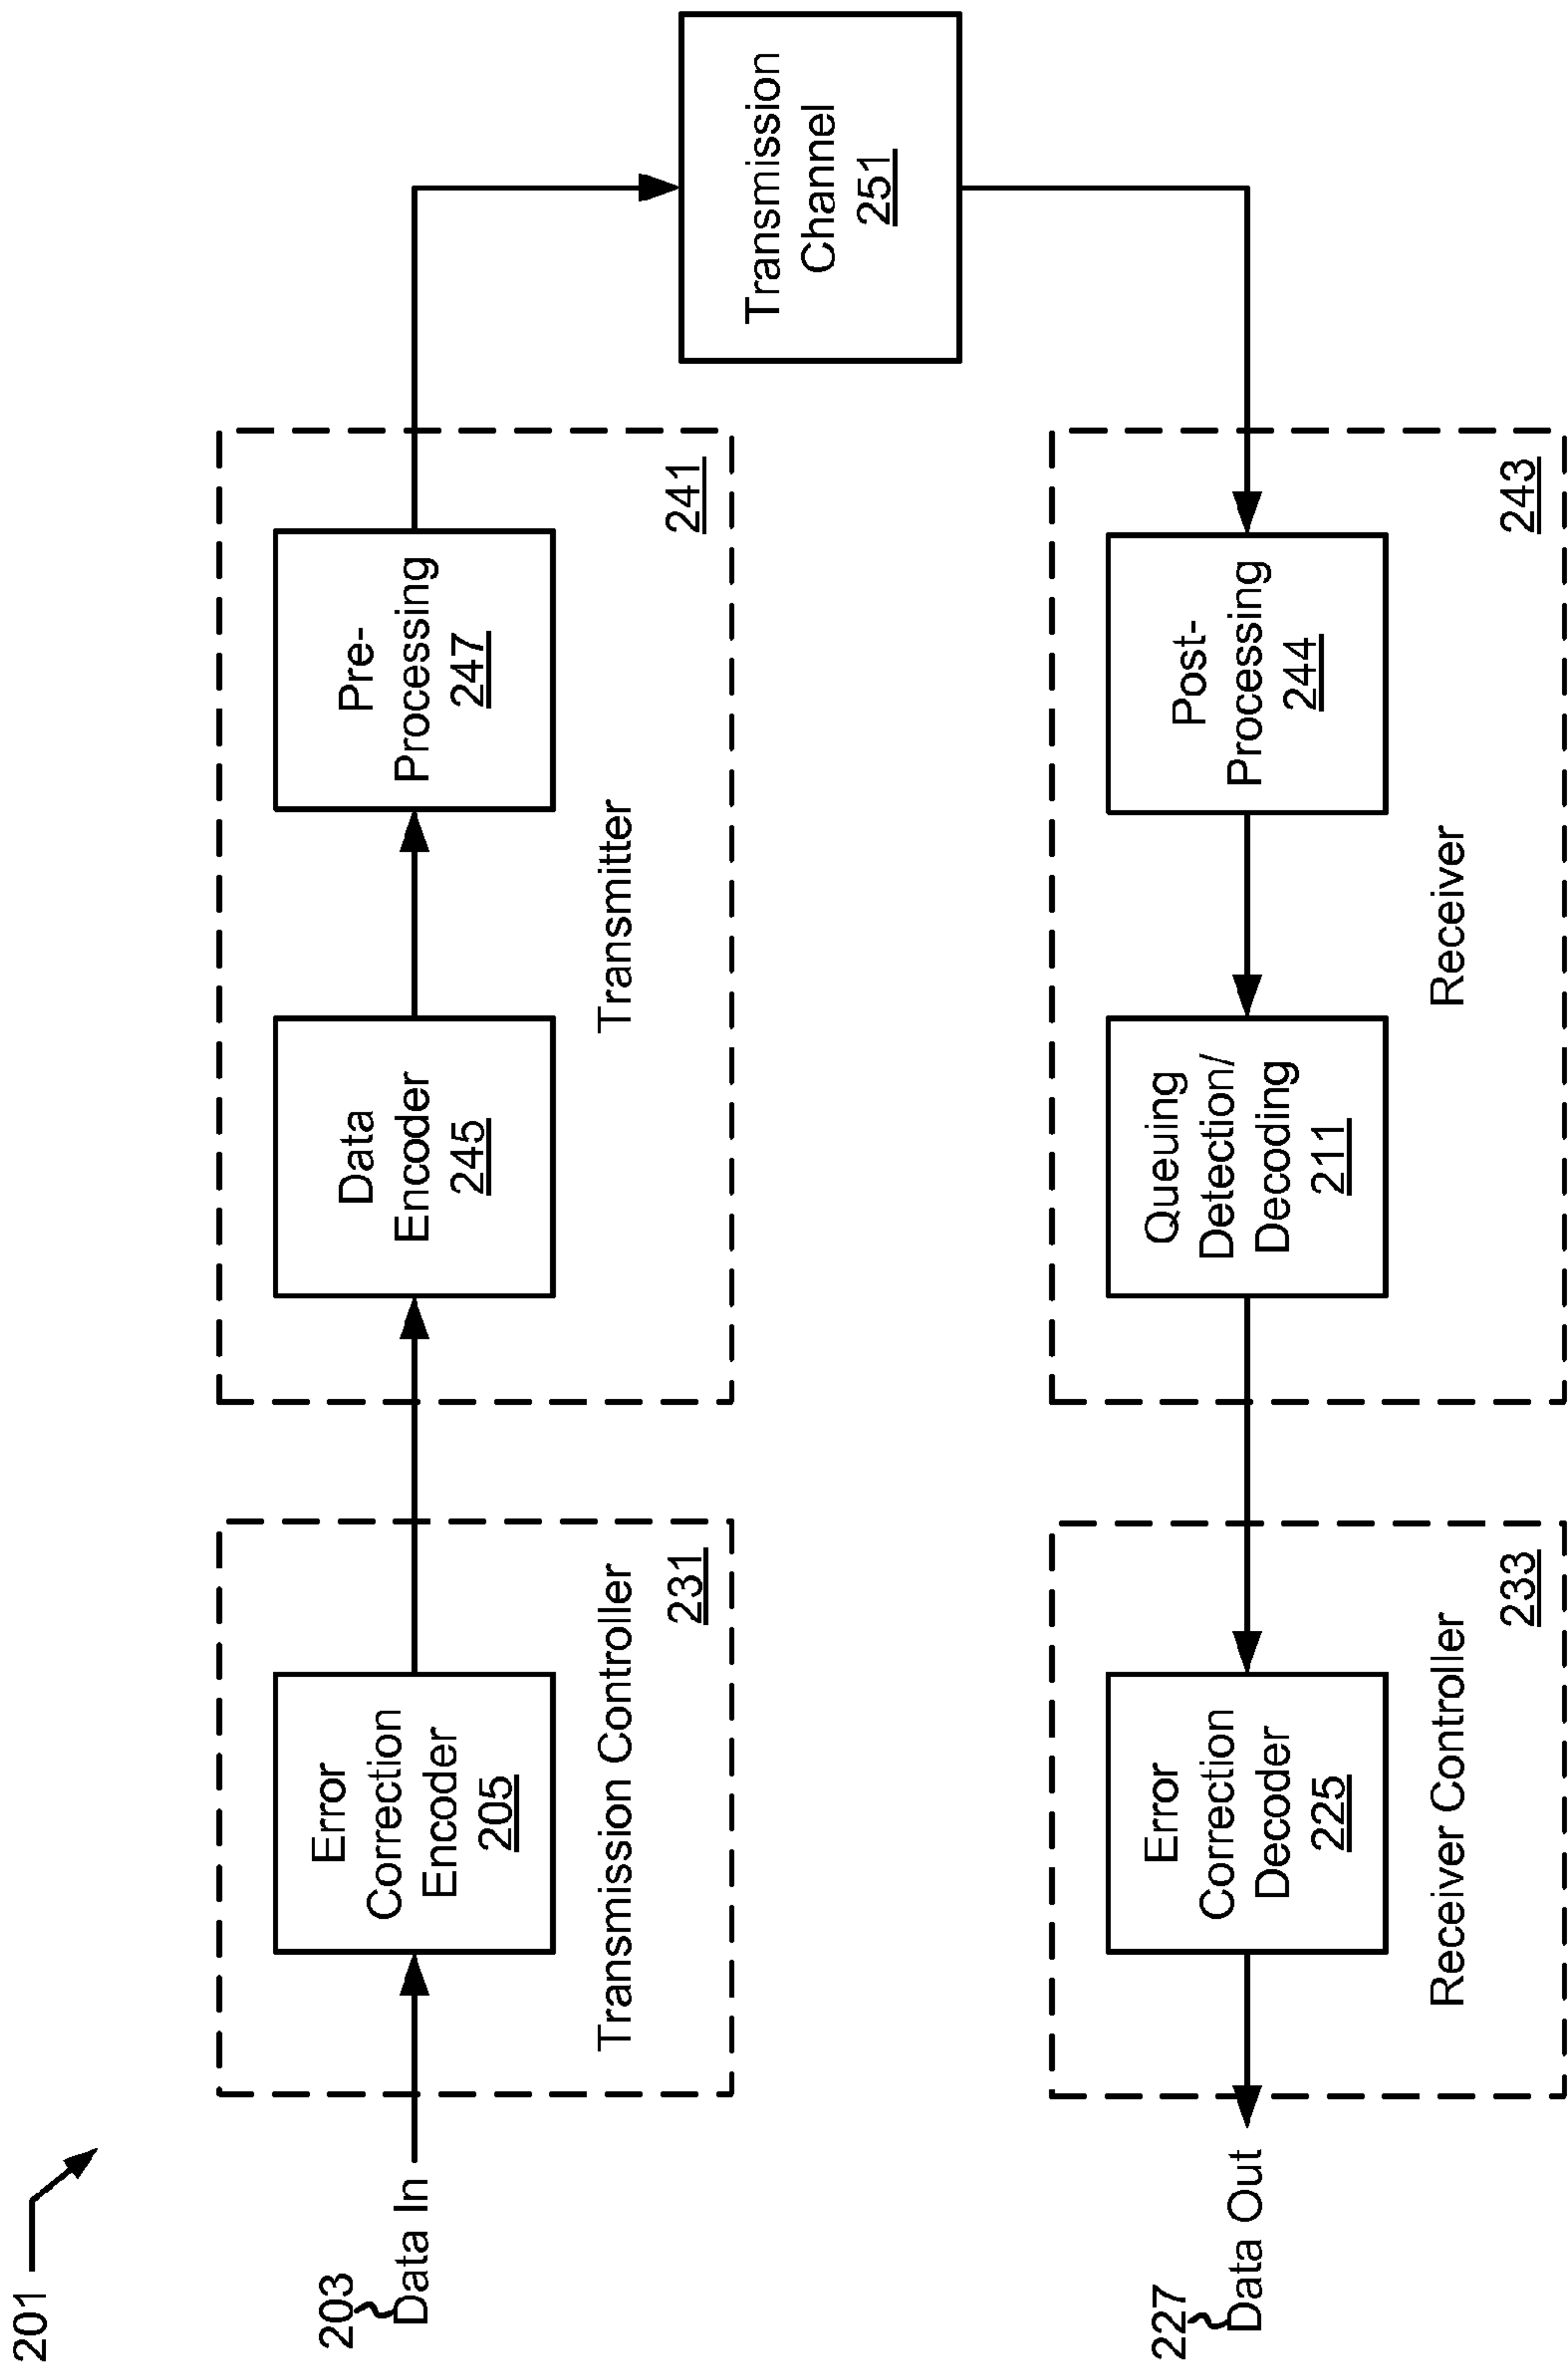 201
203
Data In
Error
Correction
Encoder
205
Transmission Controller
231
Data
Encoder
245
Pre-
Processing
247
Transmitter
241
Transmission
Channel
251
Post-
Processing
244
Queuing
Detection/
Decoding
211
Receiver
243
Error
Correction
Decoder
225
Receiver Controller
233
227
Data Out